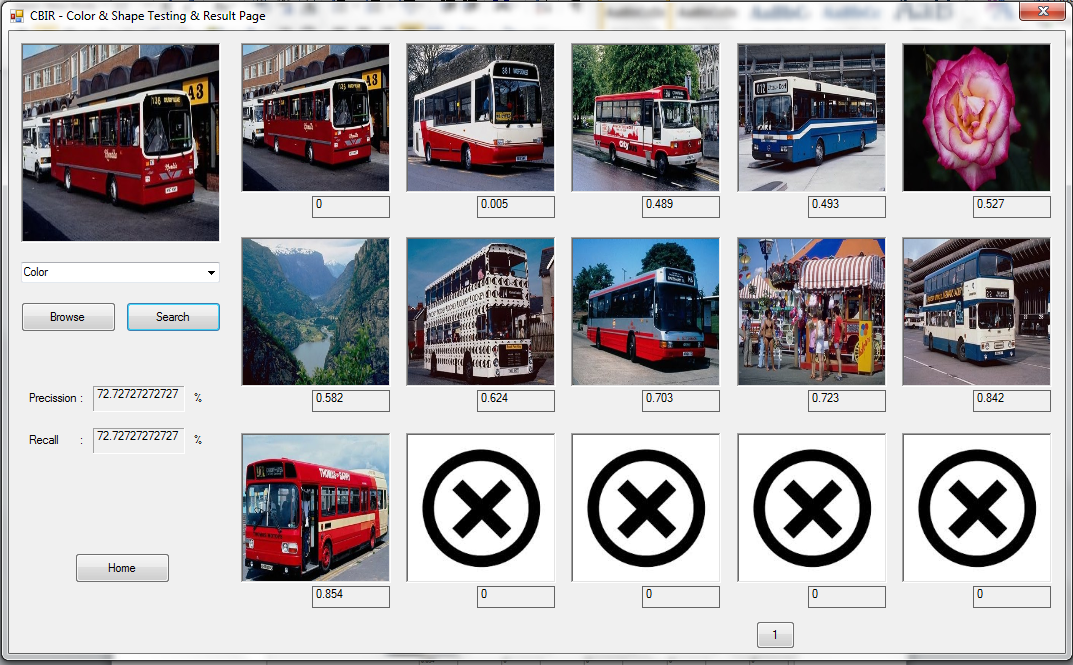 CBIR - Color & Shape Testing & Result Page
0
0.005
0.489
0.493
0.527
Color
Browse
Search
0.582
0.624
0.703
0.723
0.842
Precission : 72.72727272727 %
Recall : 72.72727272727 %
Home
0.854
0
0
0
0
1